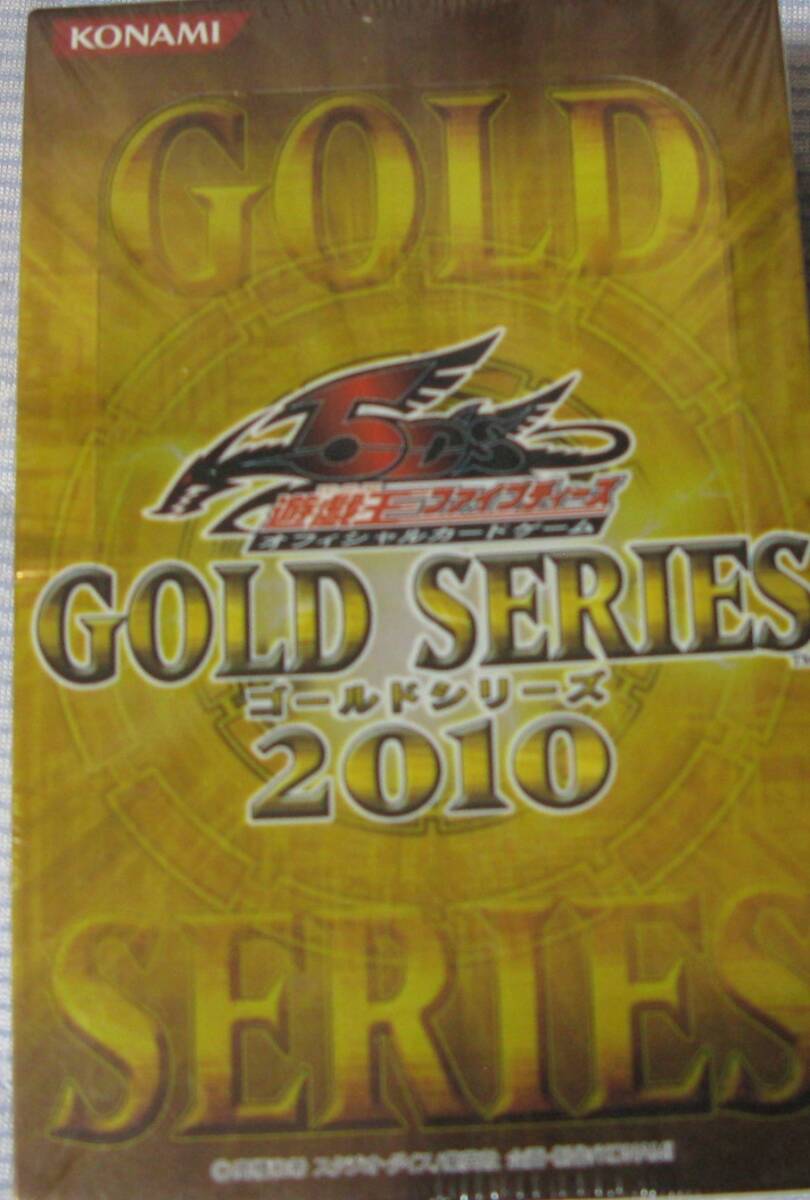 KONAMI
GOLD
5D's
遊戯王ファイブディーズ
オフィシャルカードゲーム
GOLD SERIES
TM
ゴールドシリーズ
2010
SERIES